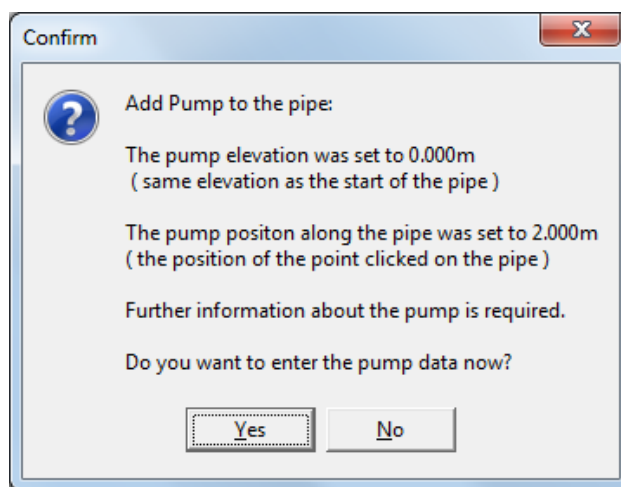 Confirm
Add Pump to the pipe:
The pump elevation was set to 0.000m
( same elevation as the start of the pipe )
The pump positon along the pipe was set to 2.000m
( the position of the point clicked on the pipe )
Further information about the pump is required.
Do you want to enter the pump data now?
Yes
No